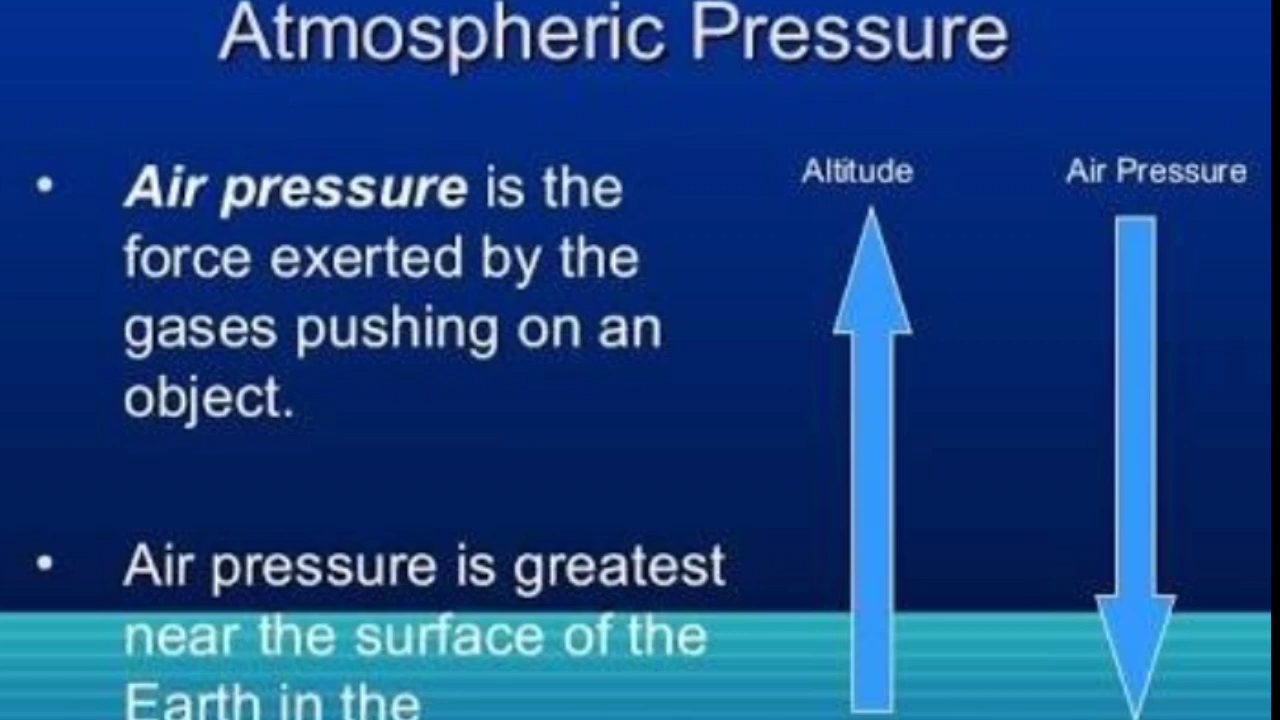 Atmospheric Pressure
• Air pressure is the
force exerted by the
gases pushing on an
object.
• Air pressure is greatest
near the surface of the
Earth in the
Altitude
Air Pressure